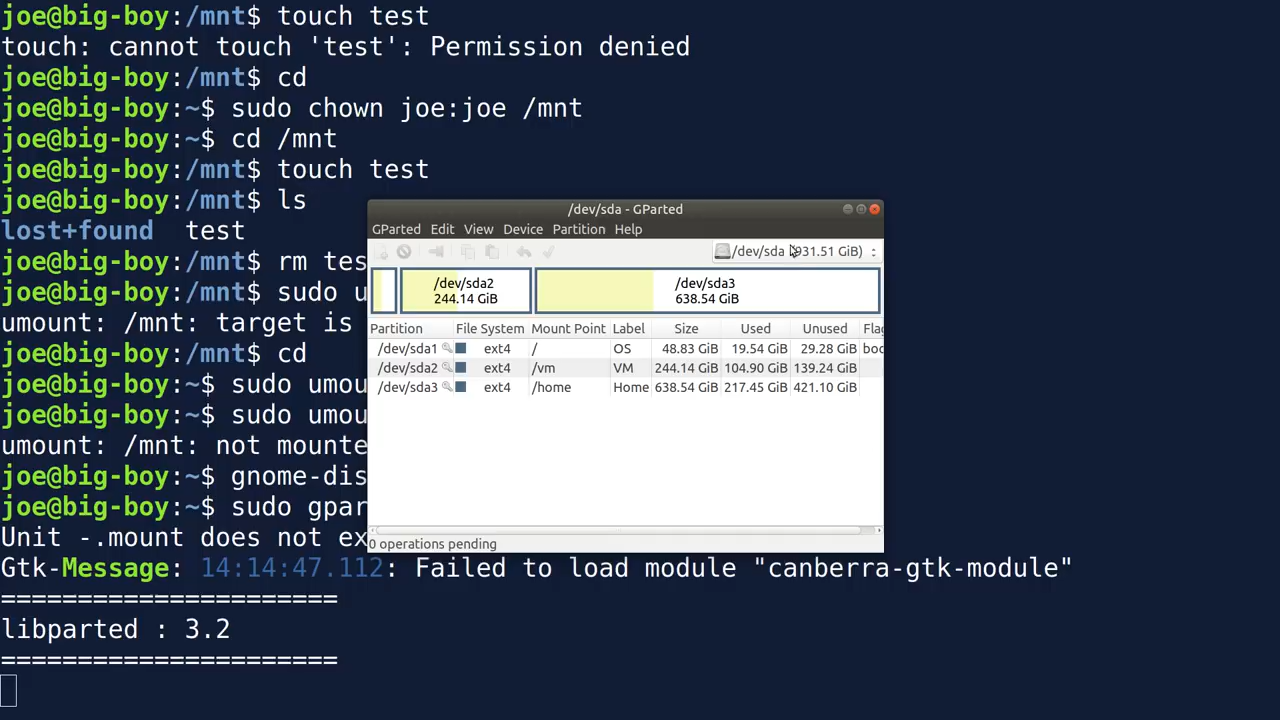 joe@big-boy:/mnt$ touch test
touch: cannot touch 'test': Permission denied
joe@big-boy:/mnt$ cd
joe@big-boy:~$ sudo chown joe:joe /mnt
joe@big-boy:~$ cd /mnt
joe@big-boy:/mnt$ touch test
joe@big-boy:/mnt$ ls
lost+found  test
joe@big-boy:/mnt$ rm tes
joe@big-boy:/mnt$ sudo u
umount: /mnt: target is
joe@big-boy:/mnt$ cd
joe@big-boy:~$ sudo umou
joe@big-boy:~$ sudo umou
umount: /mnt: not mounte
joe@big-boy:~$ gnome-dis
joe@big-boy:~$ sudo gpar
Unit -.mount does not ex
Gtk-Message: 14:14:47.112: Failed to load module "canberra-gtk-module"
======================
libparted : 3.2
======================
/dev/sda - GParted
GParted Edit View Device Partition Help
/dev/sda 931.51 GiB)
/dev/sda2
244.14 GiB
/dev/sda3
638.54 GiB
Partition File System Mount Point Label Size Used Unused Flag
/dev/sda1 ext4 / OS 48.83 GiB 19.54 GiB 29.28 GiB boo
/dev/sda2 ext4 /vm VM 244.14 GiB 104.90 GiB 139.24 GiB
/dev/sda3 ext4 /home Home 638.54 GiB 217.45 GiB 421.10 GiB
0 operations pending